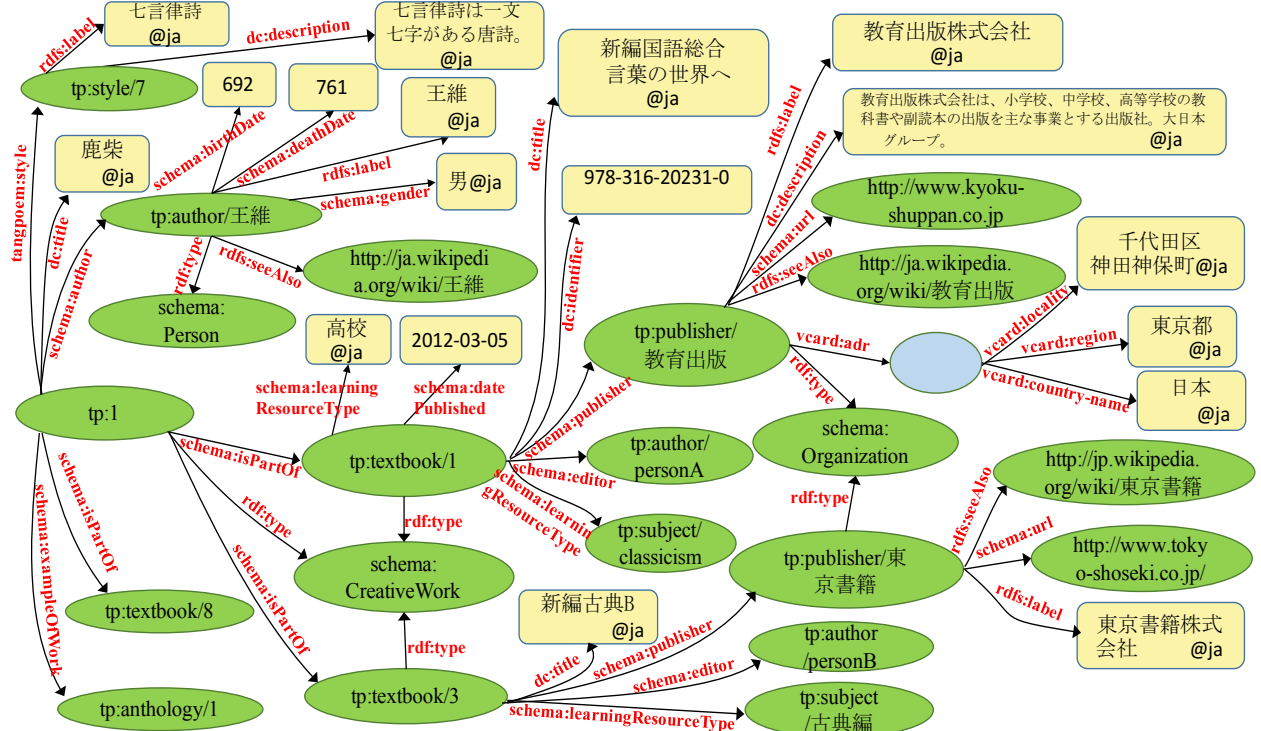 七言律詩
@ja
rdfs:label
dc:description
七言律詩は一文
七字がある唐詩。
@ja
tp:style/7
692
761
王維
@ja
schema:birthDate
schema:deathDate
rdfs:label
男@ja
schema:gender
鹿柴
@ja
tangpoem:style
dc:title
schema:author
tp:author/王維
rdf:type
rdfs:seeAlso
http://ja.wikipedi
a.org/wiki/王維
schema:
Person
新編国語総合
言葉の世界へ
@ja
dc:title
978-316-20231-0
dc:identifier
教育出版株式会社
@ja
rdfs:label
教育出版株式会社は、小学校、中学校、高等学校の教
科書や副読本の出版を主な事業とする出版社。大日本
グループ。 @ja
dc:description
http://www.kyoku-
shuppan.co.jp
schema:url
http://ja.wikipedia.
org/wiki/教育出版
rdfs:seeAlso
tp:publisher/
教育出版
vcard:adr
vcard:locality
千代田区
神田神保町@ja
vcard:region
東京都
@ja
vcard:country-name
日本
@ja
rdf:type
高校
@ja
2012-03-05
schema:learning
ResourceType
schema:date
Published
tp:1
schema:isPartOf
tp:textbook/1
schema:publisher
schema:editor
tp:author/
personA
schema:learnin
gResourceType
tp:subject/
classicism
schema:
Organization
rdf:type
rdf:type
rdf:type
schema:
CreativeWork
rdf:type
schema:isPartOf
schema:isPartOf
schema:exampleOfWork
tp:textbook/8
tp:anthology/1
tp:textbook/3
新編古典B
@ja
dc:title
schema:publisher
schema:editor
schema:learningResourceType
tp:publisher/東
京書籍
rdfs:seeAlso
http://jp.wikipedia.
org/wiki/東京書籍
schema:url
http://www.toky
o-shoseki.co.jp/
rdfs:label
東京書籍株式
会社 @ja
tp:author
/personB
tp:subject
/古典編